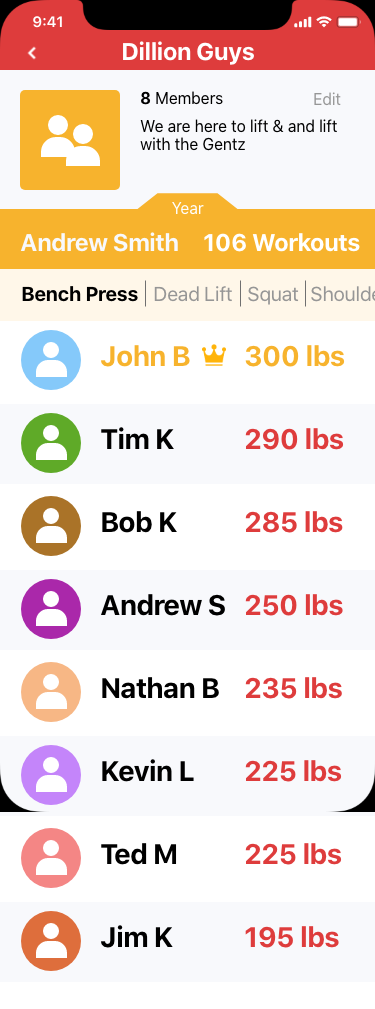 9:41
Dillion Guys
8 Members Edit
We are here to lift & and lift
with the Gentz
Year
Andrew Smith 106 Workouts
Bench Press Dead Lift Squat Shoulde
John B 300 lbs
Tim K 290 lbs
Bob K 285 lbs
Andrew S 250 lbs
Nathan B 235 lbs
Kevin L 225 lbs
Ted M 225 lbs
Jim K 195 lbs